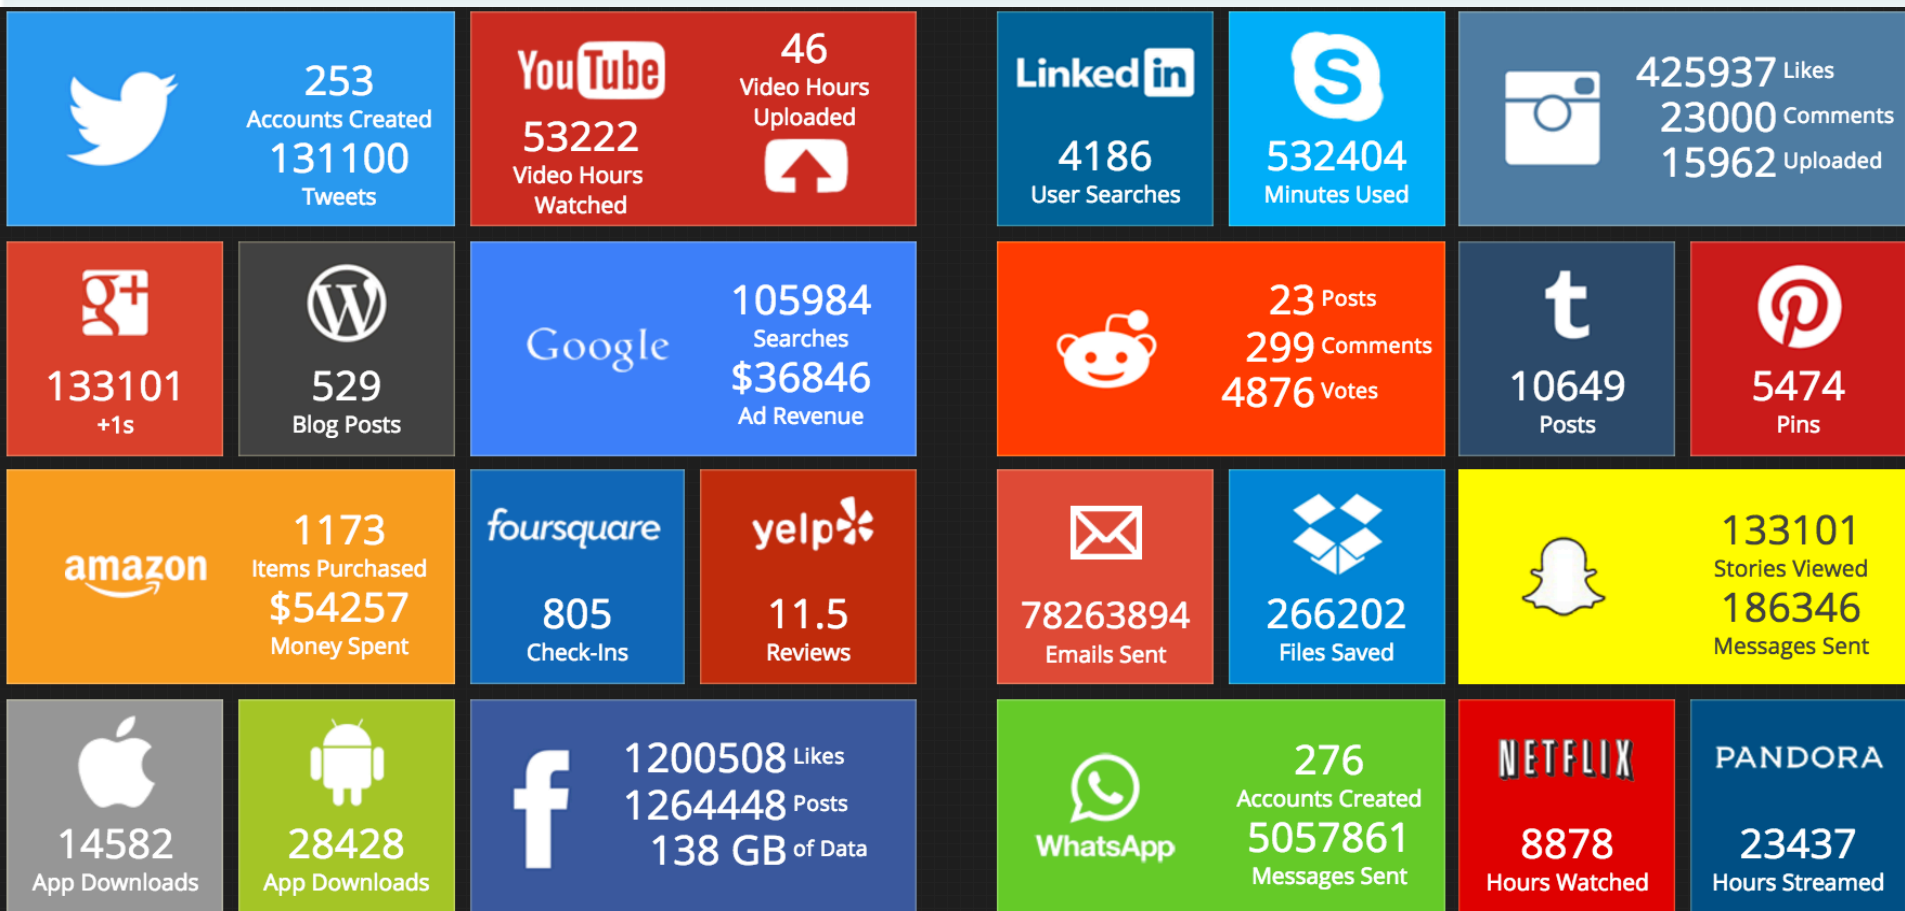 253
Accounts Created
131100
Tweets
YouTube
53222
Video Hours
Watched
46
Video Hours
Uploaded
Linked in
4186
User Searches
S
532404
Minutes Used
425937 Likes
23000 Comments
15962 Uploaded
g+
133101
+1s
W
529
Blog Posts
Google
105984
Searches
$36846
Ad Revenue
23 Posts
299 Comments
4876 Votes
t
10649
Posts
P
5474
Pins
amazon
1173
Items Purchased
$54257
Money Spent
foursquare
805
Check-Ins
yelp
11.5
Reviews
78263894
Emails Sent
266202
Files Saved
133101
Stories Viewed
186346
Messages Sent
14582
App Downloads
28428
App Downloads
f
1200508 Likes
1264448 Posts
138 GB of Data
WhatsApp
276
Accounts Created
5057861
Messages Sent
NETFLIX
8878
Hours Watched
PANDORA
23437
Hours Streamed